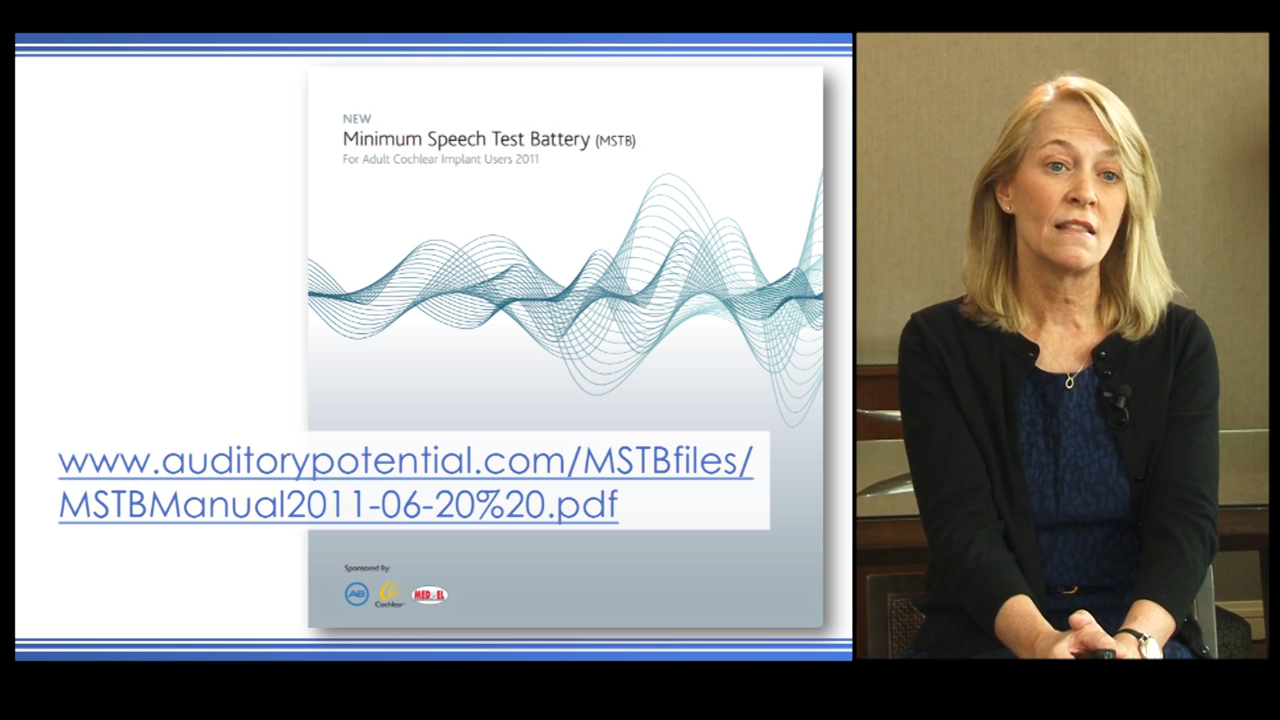 NEW
Minimum Speech Test Battery (MSTB)
For Adult Cochlear Implant Users 2011
www.auditorypotential.com/MSTBfiles/
MSTBManual2011-06-20%20.pdf
Sponsored By:
AB
Cochlear
MED-EL